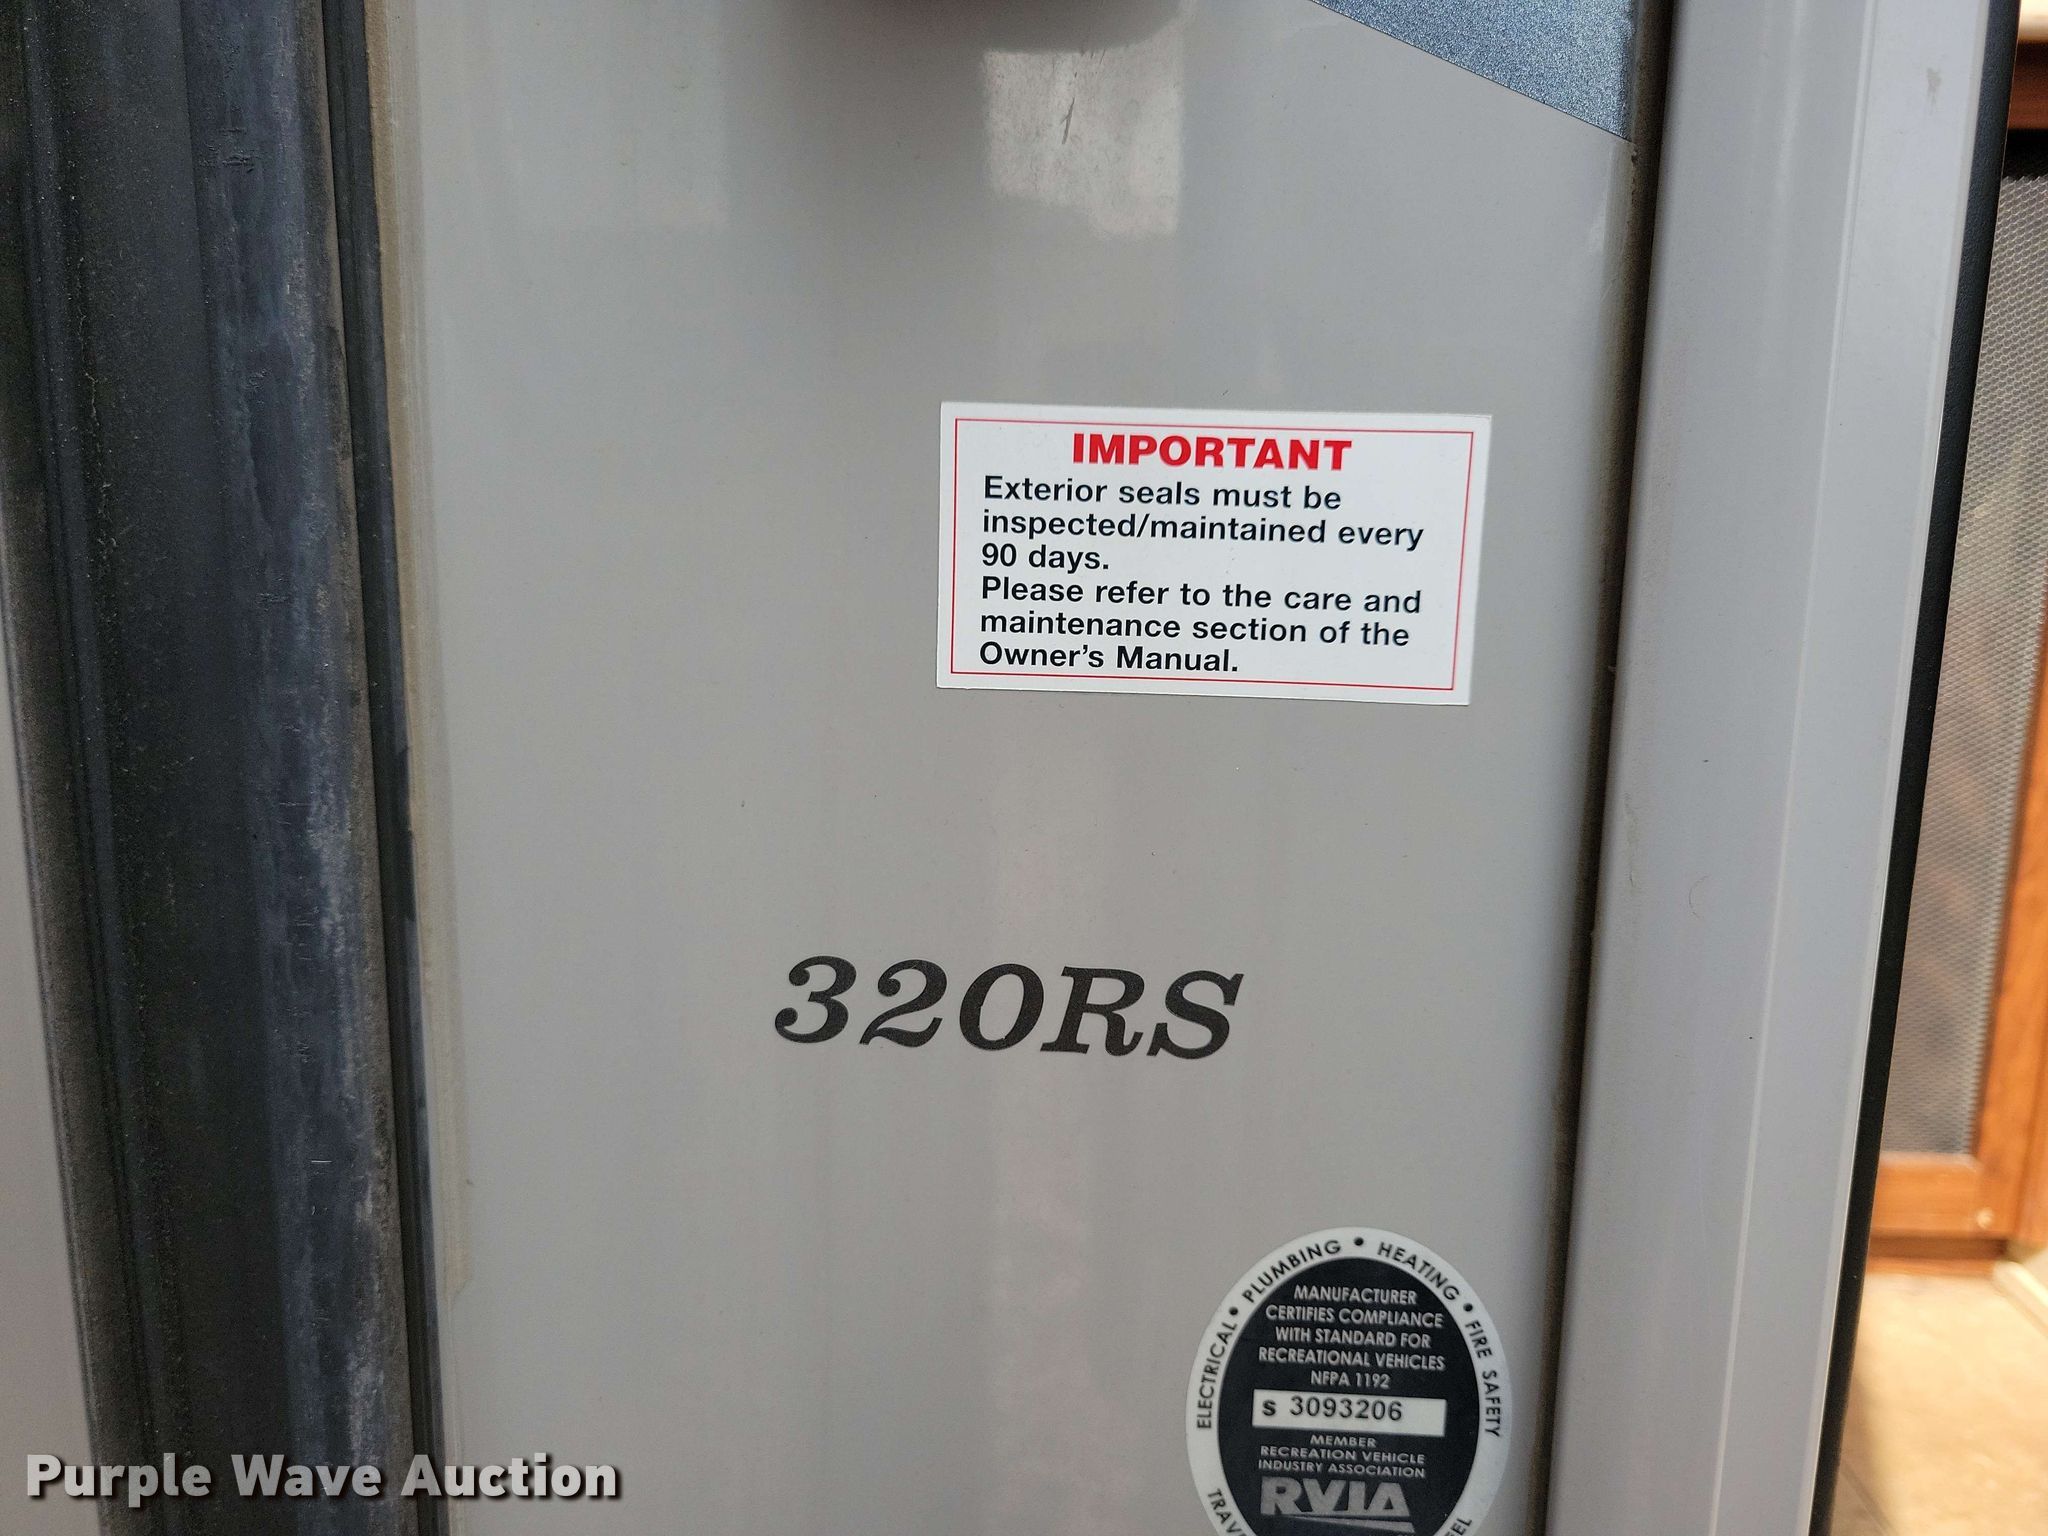 IMPORTANT
Exterior seals must be
inspected/maintained every
90 days.
Please refer to the care and
maintenance section of the
Owner's Manual.
320RS
ELECTRICAL • PLUMBING • HEATING • FIRE SAFETY
MANUFACTURER
CERTIFIES COMPLIANCE
WITH STANDARD FOR
RECREATIONAL VEHICLES
NFPA 1192
S 3093206
MEMBER
RECREATION VEHICLE
INDUSTRY ASSOCIATION
RVIA
Purple Wave Auction